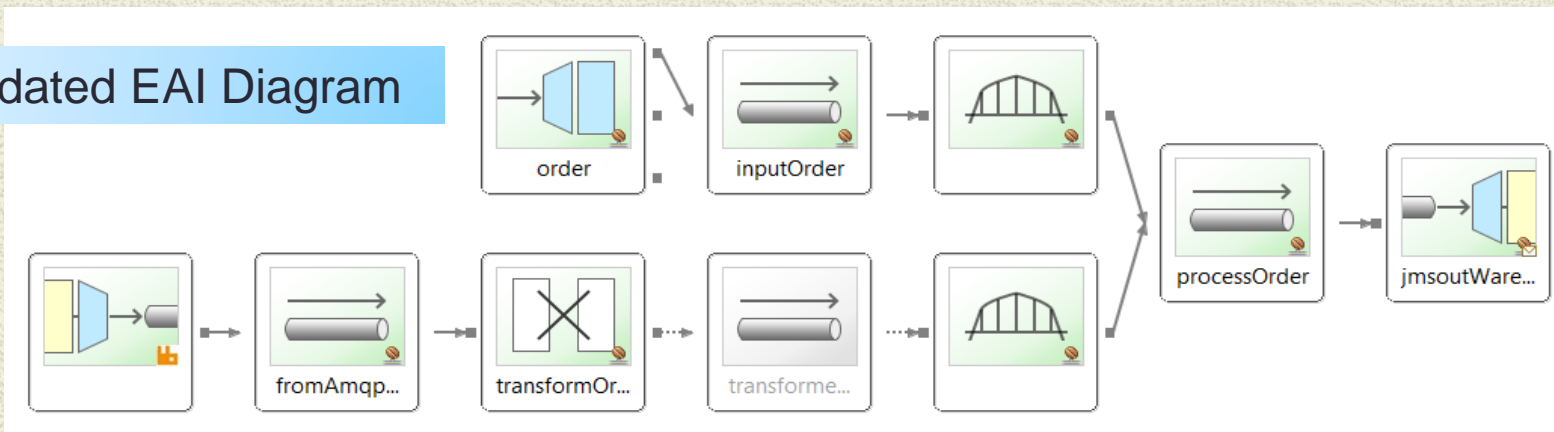 dated EAI Diagram
order
inputOrder
processOrder
jmsoutWare...
fromAmqp...
transformOr...
transforme...